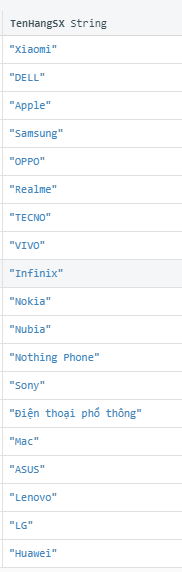 TenHangSX String
"Xiaomi"
"DELL"
"Apple"
"Samsung"
"OPPO"
"Realme"
"TECNO"
"VIVO"
"Infinix"
"Nokia"
"Nubia"
"Nothing Phone"
"Sony"
"Điện thoại phổ thông"
"Mac"
"ASUS"
"Lenovo"
"LG"
"Huawei"